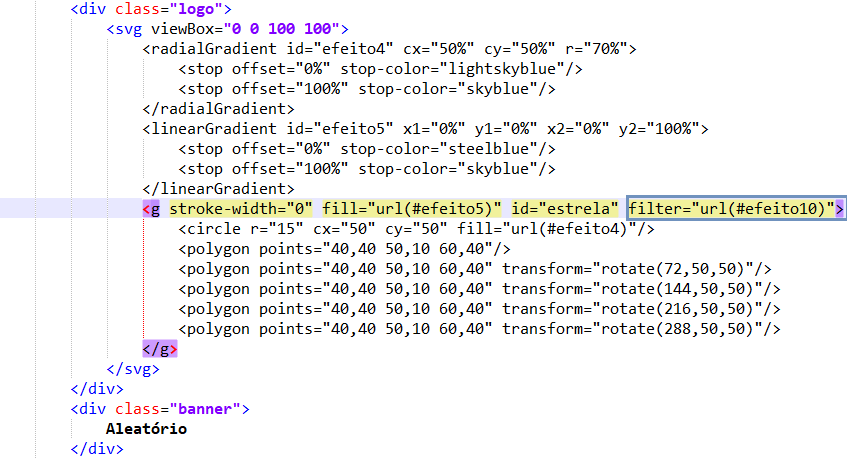 <div class="logo">
<svg viewBox="0 0 100 100">
<radialGradient id="efeito4" cx="50%" cy="50%" r="70%">
<stop offset="0%" stop-color="lightskyblue"/>
<stop offset="100%" stop-color="skyblue"/>
</radialGradient>
<linearGradient id="efeito5" x1="0%" y1="0%" x2="0%" y2="100%">
<stop offset="0%" stop-color="steelblue"/>
<stop offset="100%" stop-color="skyblue"/>
</linearGradient>
<g stroke-width="0" fill="url(#efeito5)" id="estrela" filter="url(#efeito10)">
<circle r="15" cx="50" cy="50" fill="url(#efeito4)"/>
<polygon points="40,40 50,10 60,40"/>
<polygon points="40,40 50,10 60,40" transform="rotate(72,50,50)"/>
<polygon points="40,40 50,10 60,40" transform="rotate(144,50,50)"/>
<polygon points="40,40 50,10 60,40" transform="rotate(216,50,50)"/>
<polygon points="40,40 50,10 60,40" transform="rotate(288,50,50)"/>
</g>
</svg>
</div>
<div class="banner">
Aleatório
</div>